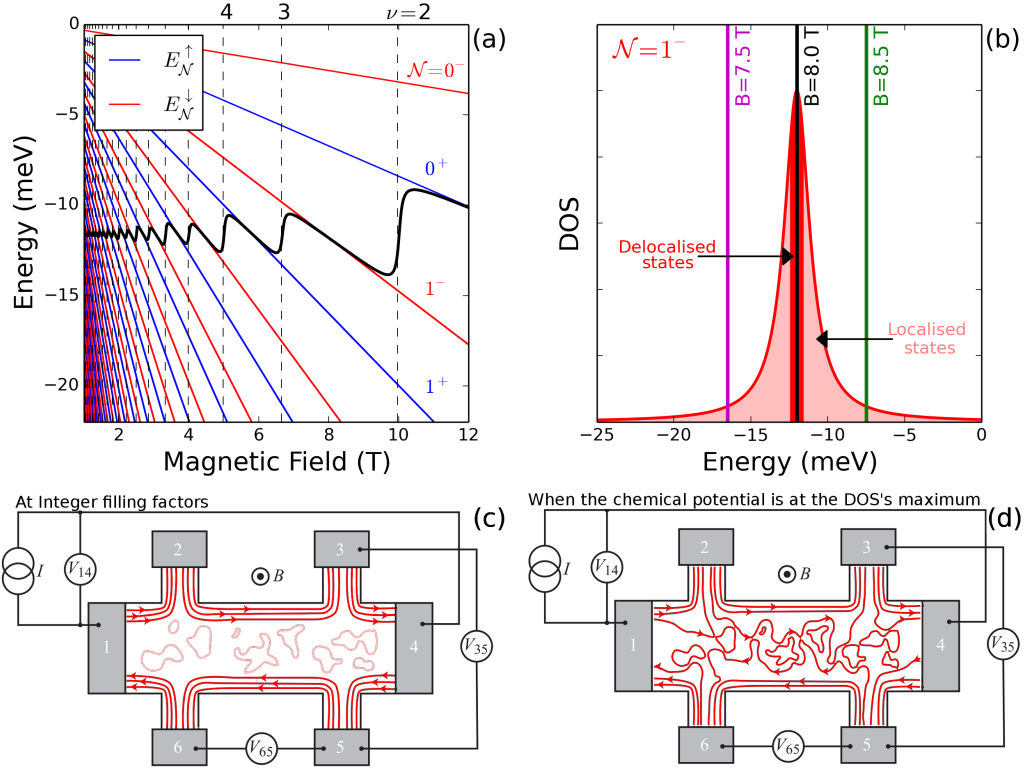 4 3 ν=2
(a)
0
−5
−10
−15
−20
Energy (meV)
E_N^↑
E_N^↓
N=0⁻
0⁺
1⁻
1⁺
2 4 6 8 10 12
Magnetic Field (T)
(b)
N=1⁻
B=7.5 T
B=8.0 T
B=8.5 T
DOS
Delocalised
states
Localised
states
−25 −20 −15 −10 −5 0
Energy (meV)
At Integer filling factors
(c)
I
V14
2
3
B
1
4
V35
6
V65
5
When the chemical potential is at the DOS's maximum
(d)
I
V14
2
3
B
1
4
V35
6
V65
5